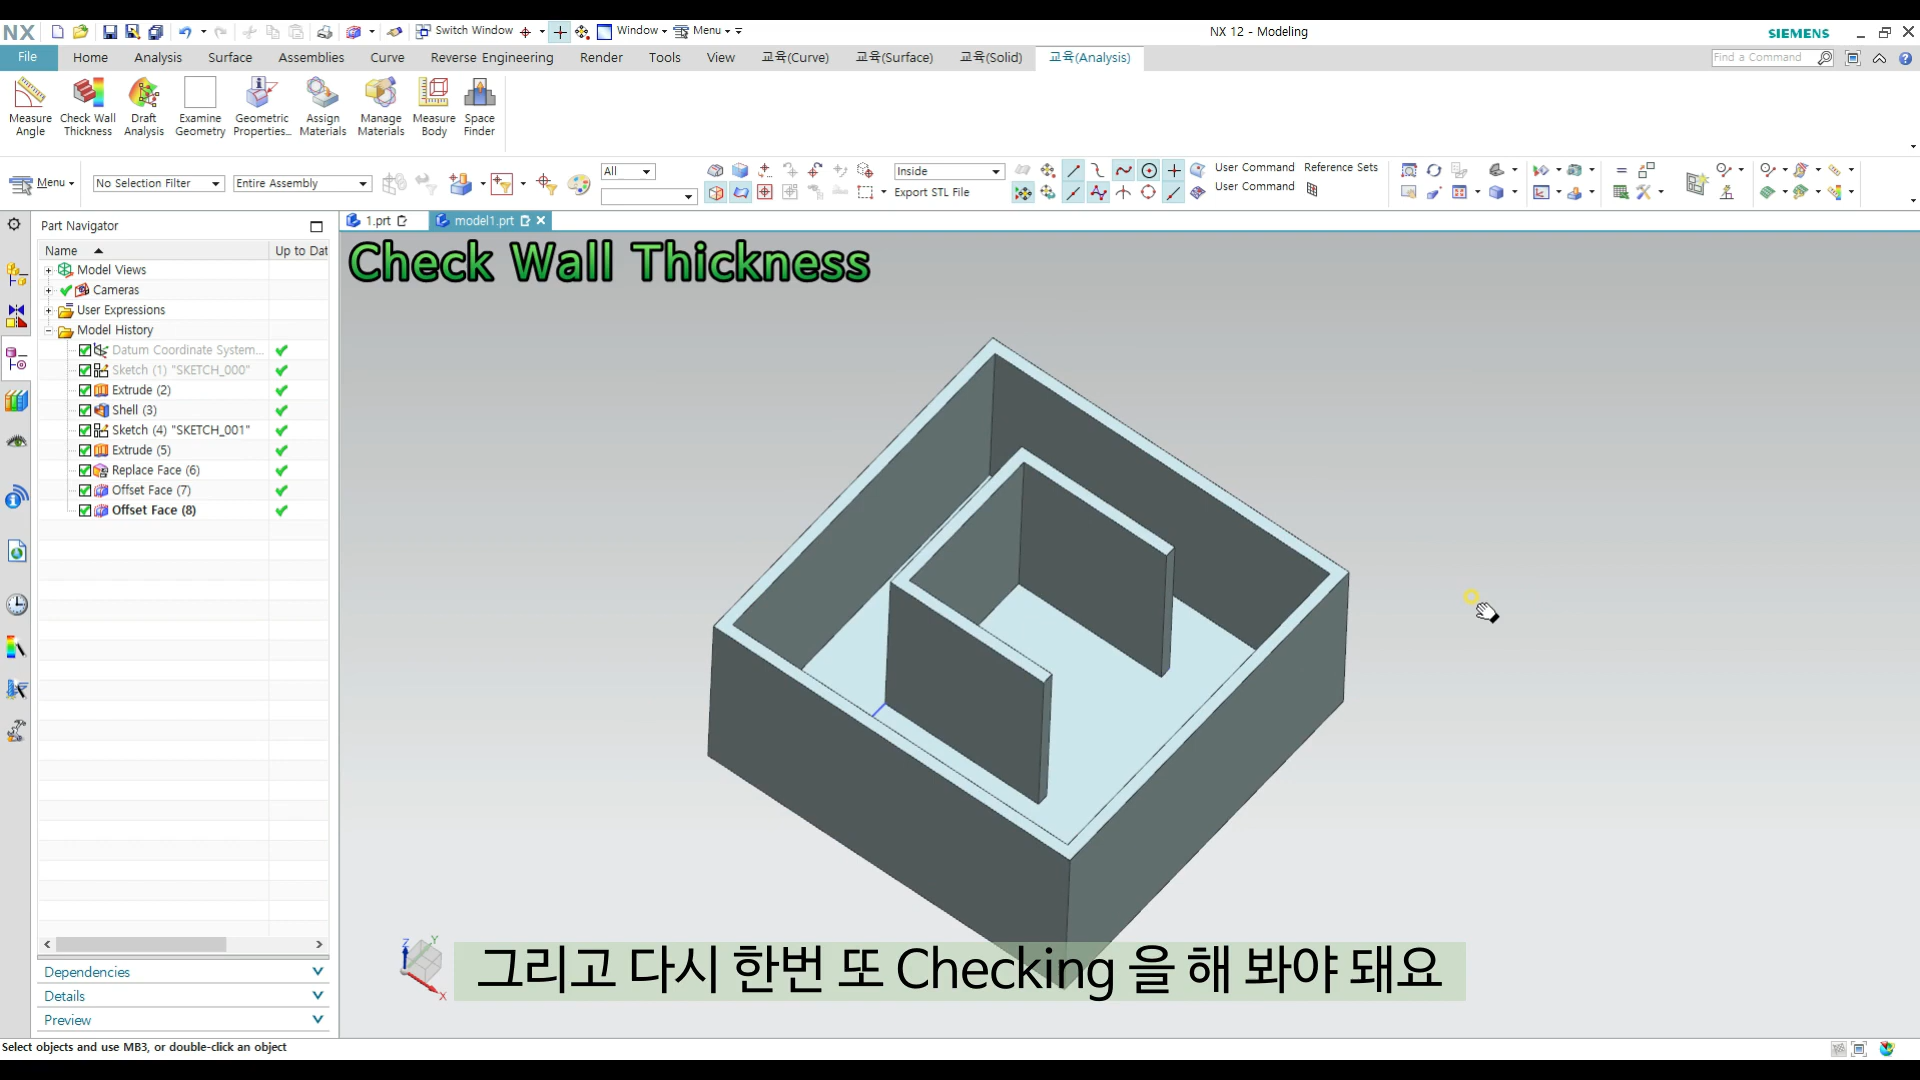 NX
Switch Window
Window
Menu
NX 12 - Modeling
SIEMENS
File
Home
Analysis
Surface
Assemblies
Curve
Reverse Engineering
Render
Tools
View
교육(Curve)
교육(Surface)
교육(Solid)
교육(Analysis)
Find a Command
Measure
Angle
Check Wall
Thickness
Draft
Analysis
Examine
Geometry
Geometric
Properties...
Assign
Materials
Manage
Materials
Measure
Body
Space
Finder
Menu
No Selection Filter
Entire Assembly
All
Inside
Export STL File
User Command
Reference Sets
User Command
Part Navigator
1.prt
model1.prt
Name
Up to Dat
Model Views
Cameras
User Expressions
Model History
Datum Coordinate System...
Sketch (1) "SKETCH_000"
Extrude (2)
Shell (3)
Sketch (4) "SKETCH_001"
Extrude (5)
Replace Face (6)
Offset Face (7)
Offset Face (8)
Check Wall Thickness
Z
Y
X
그리고 다시 한번 또 Checking 을 해 봐야 돼요
Dependencies
Details
Preview
Select objects and use MB3, or double-click an object